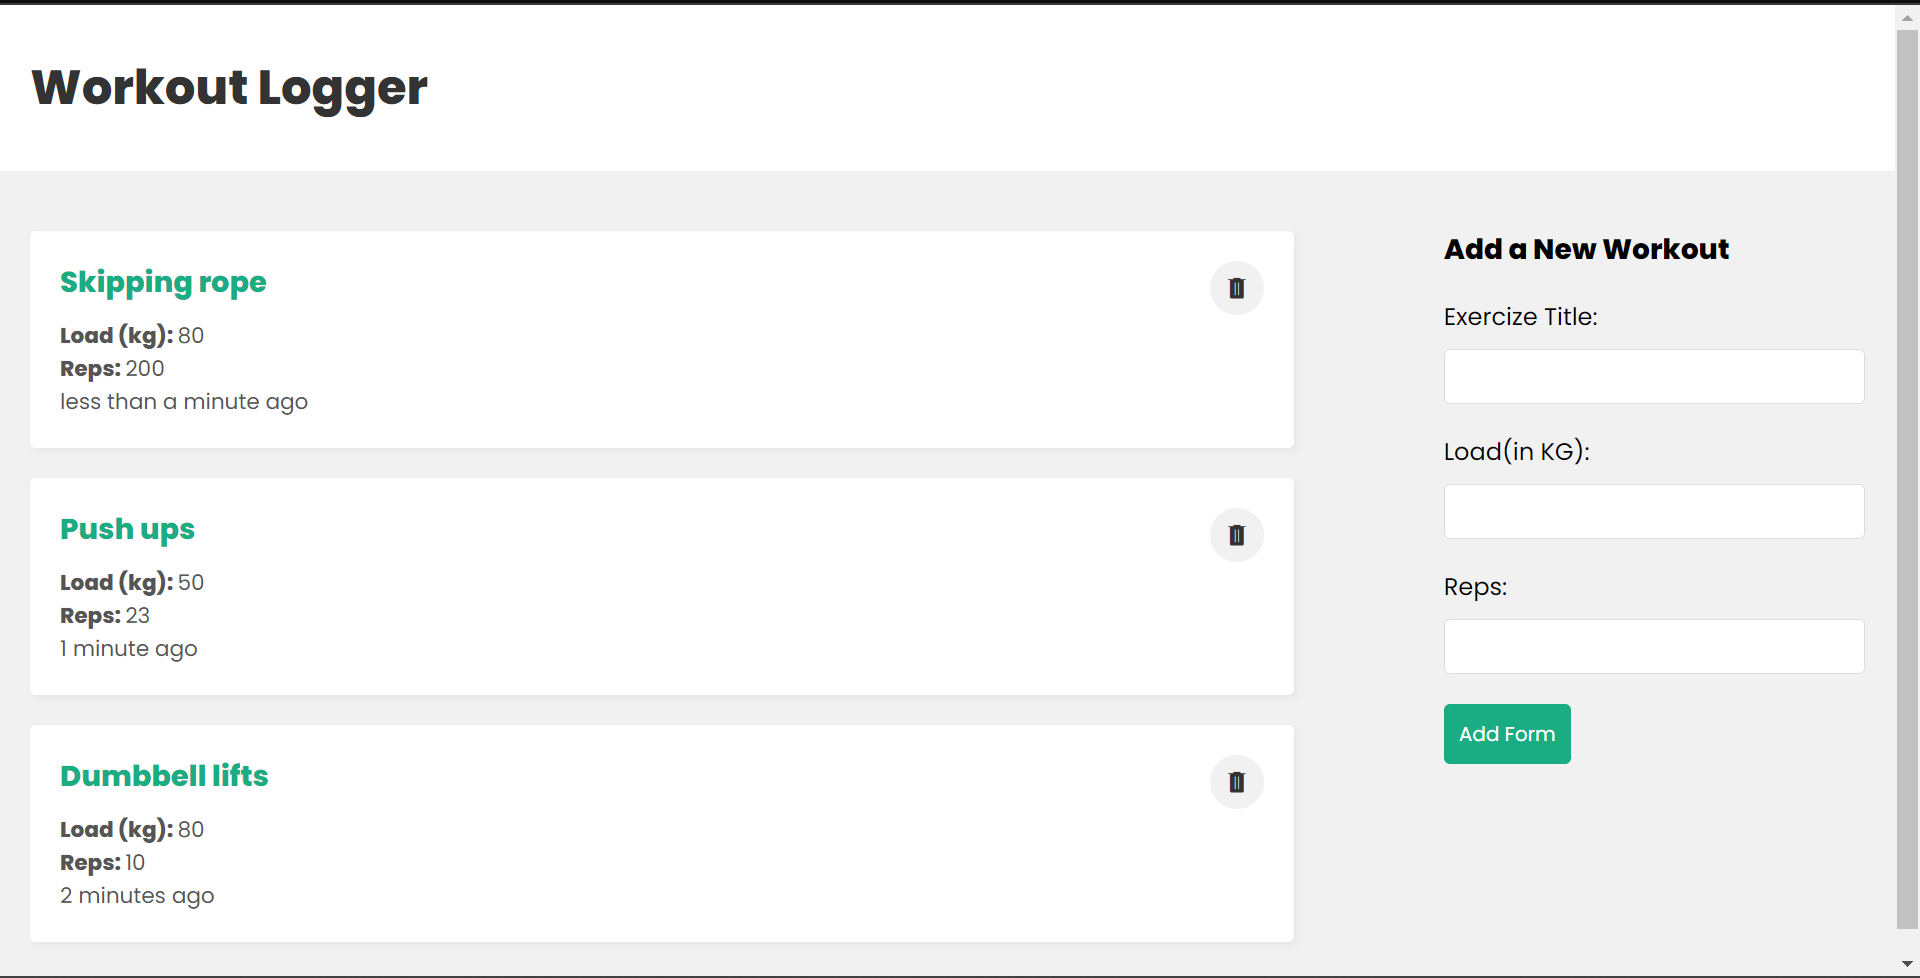 Workout Logger
Skipping rope
Load (kg): 80
Reps: 200
less than a minute ago
Push ups
Load (kg): 50
Reps: 23
1 minute ago
Dumbbell lifts
Load (kg): 80
Reps: 10
2 minutes ago
Add a New Workout
Exercize Title:
Load(in KG):
Reps:
Add Form